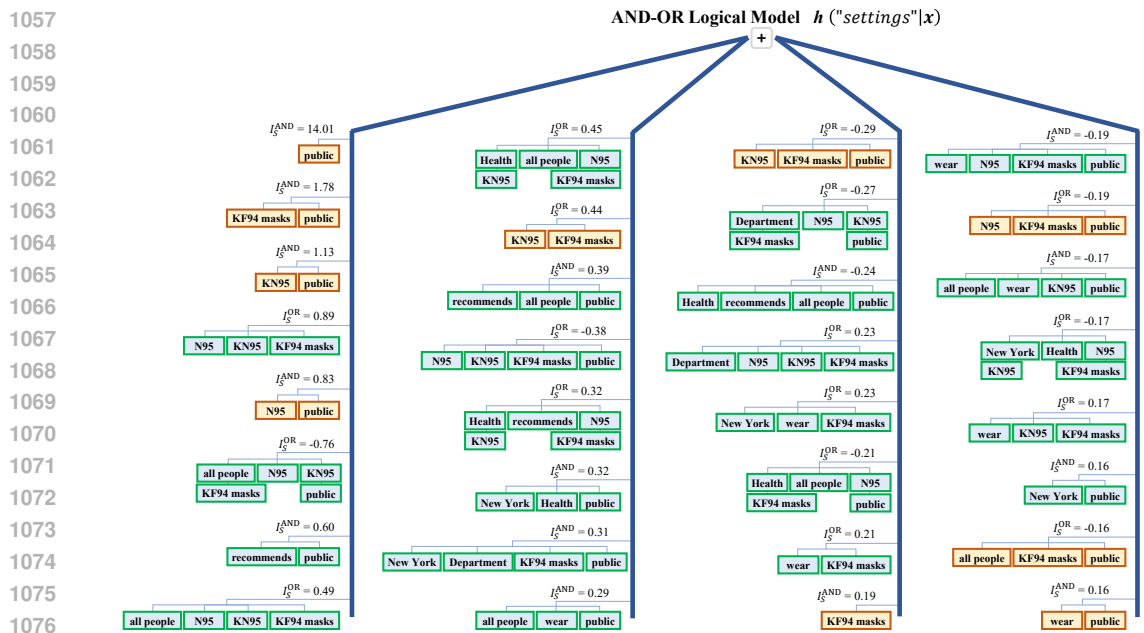 AND-OR Logical Model h ("settings"|x)
+
1057
1058
1059
1060
1061
1062
1063
1064
1065
1066
1067
1068
1069
1070
1071
1072
1073
1074
1075
1076
I_S^AND = 14.01
public
I_S^AND = 1.78
KF94 masks public
I_S^AND = 1.13
KN95 public
I_S^OR = 0.89
N95 KN95 KF94 masks
I_S^AND = 0.83
N95 public
I_S^OR = -0.76
all people N95 KN95
KF94 masks public
I_S^AND = 0.60
recommends public
I_S^OR = 0.49
all people N95 KN95 KF94 masks
I_S^OR = 0.45
Health all people N95
KN95 KF94 masks
I_S^OR = 0.44
KN95 KF94 masks
I_S^AND = 0.39
recommends all people public
I_S^OR = -0.38
N95 KN95 KF94 masks public
I_S^OR = 0.32
Health recommends N95
KN95 KF94 masks
I_S^AND = 0.32
New York Health public
I_S^AND = 0.31
New York Department KF94 masks public
I_S^AND = 0.29
all people wear public
I_S^OR = -0.29
KN95 KF94 masks public
I_S^OR = -0.27
Department N95 KN95
KF94 masks public
I_S^AND = -0.24
Health recommends all people public
I_S^OR = 0.23
Department N95 KN95 KF94 masks
I_S^OR = 0.23
New York wear KF94 masks
I_S^OR = -0.21
Health all people N95
KF94 masks public
I_S^OR = 0.21
wear KF94 masks
I_S^AND = 0.19
KF94 masks
I_S^AND = -0.19
wear N95 KF94 masks public
I_S^OR = -0.19
N95 KF94 masks public
I_S^AND = -0.17
all people wear KN95 public
I_S^OR = -0.17
New York Health N95
KN95 KF94 masks
I_S^OR = 0.17
wear KN95 KF94 masks
I_S^AND = 0.16
New York public
I_S^OR = -0.16
all people KF94 masks public
I_S^AND = 0.16
wear public